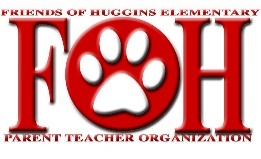 FRIENDS OF HUGGINS ELEMENTARY
FOH
PARENT TEACHER ORGANIZATION